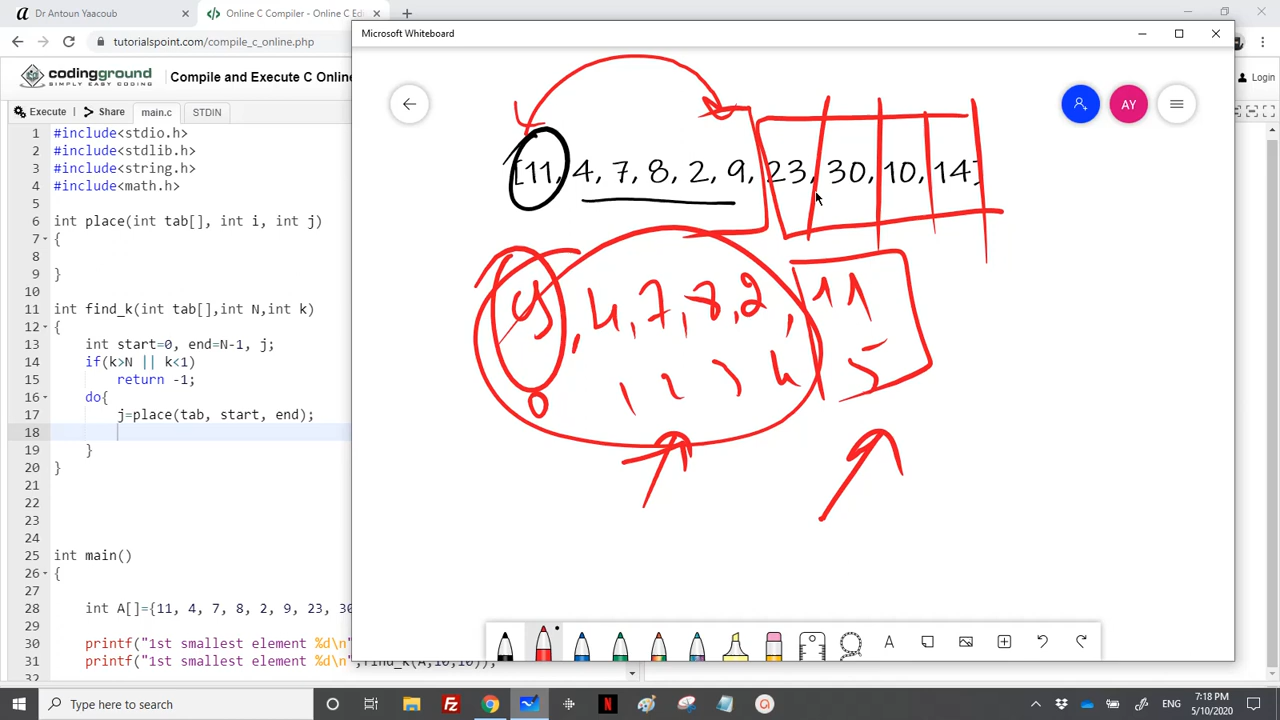 Dr Antoun Yaacoub
Online C Compiler - Online C Edi
tutorialspoint.com/compile_c_online.php
codingground
SIMPLY EASY CODING
Compile and Execute C Online
Login
Execute
Share
main.c
STDIN
1 #include<stdio.h>
2 #include<stdlib.h>
3 #include<string.h>
4 #include<math.h>
5
6 int place(int tab[], int i, int j)
7 {
8
9 }
10
11 int find_k(int tab[],int N,int k)
12 {
13 int start=0, end=N-1, j;
14 if(k>N || k<1)
15 return -1;
16 do{
17 j=place(tab, start, end);
18
19 }
20 }
21
22
23
24
25 int main()
26 {
27
28 int A[]={11, 4, 7, 8, 2, 9, 23, 30
29
30 printf("1st smallest element %d\n"
31 printf("1st smallest element %d\n",find_k(A,10,10));
32
Microsoft Whiteboard
AY
[11, 4, 7, 8, 2, 9, 23, 30, 10, 14]
9, 4, 7, 8, 2, 11
0 1 2 3 4 5
A
Type here to search
ENG
7:18 PM
5/10/2020